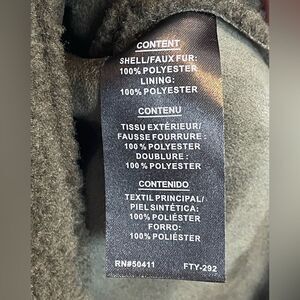 CONTENT
SHELL/FAUX FUR:
100% POLYESTER
LINING:
100% POLYESTER
CONTENU
TISSU EXTÉRIEUR/
FAUSSE FOURRURE :
100 % POLYESTER
DOUBLURE :
100 % POLYESTER
CONTENIDO
TEXTIL PRINCIPAL/
PIEL SINTÉTICA:
100% POLIÉSTER
FORRO:
100% POLIÉSTER
RN#50411 FTY-292